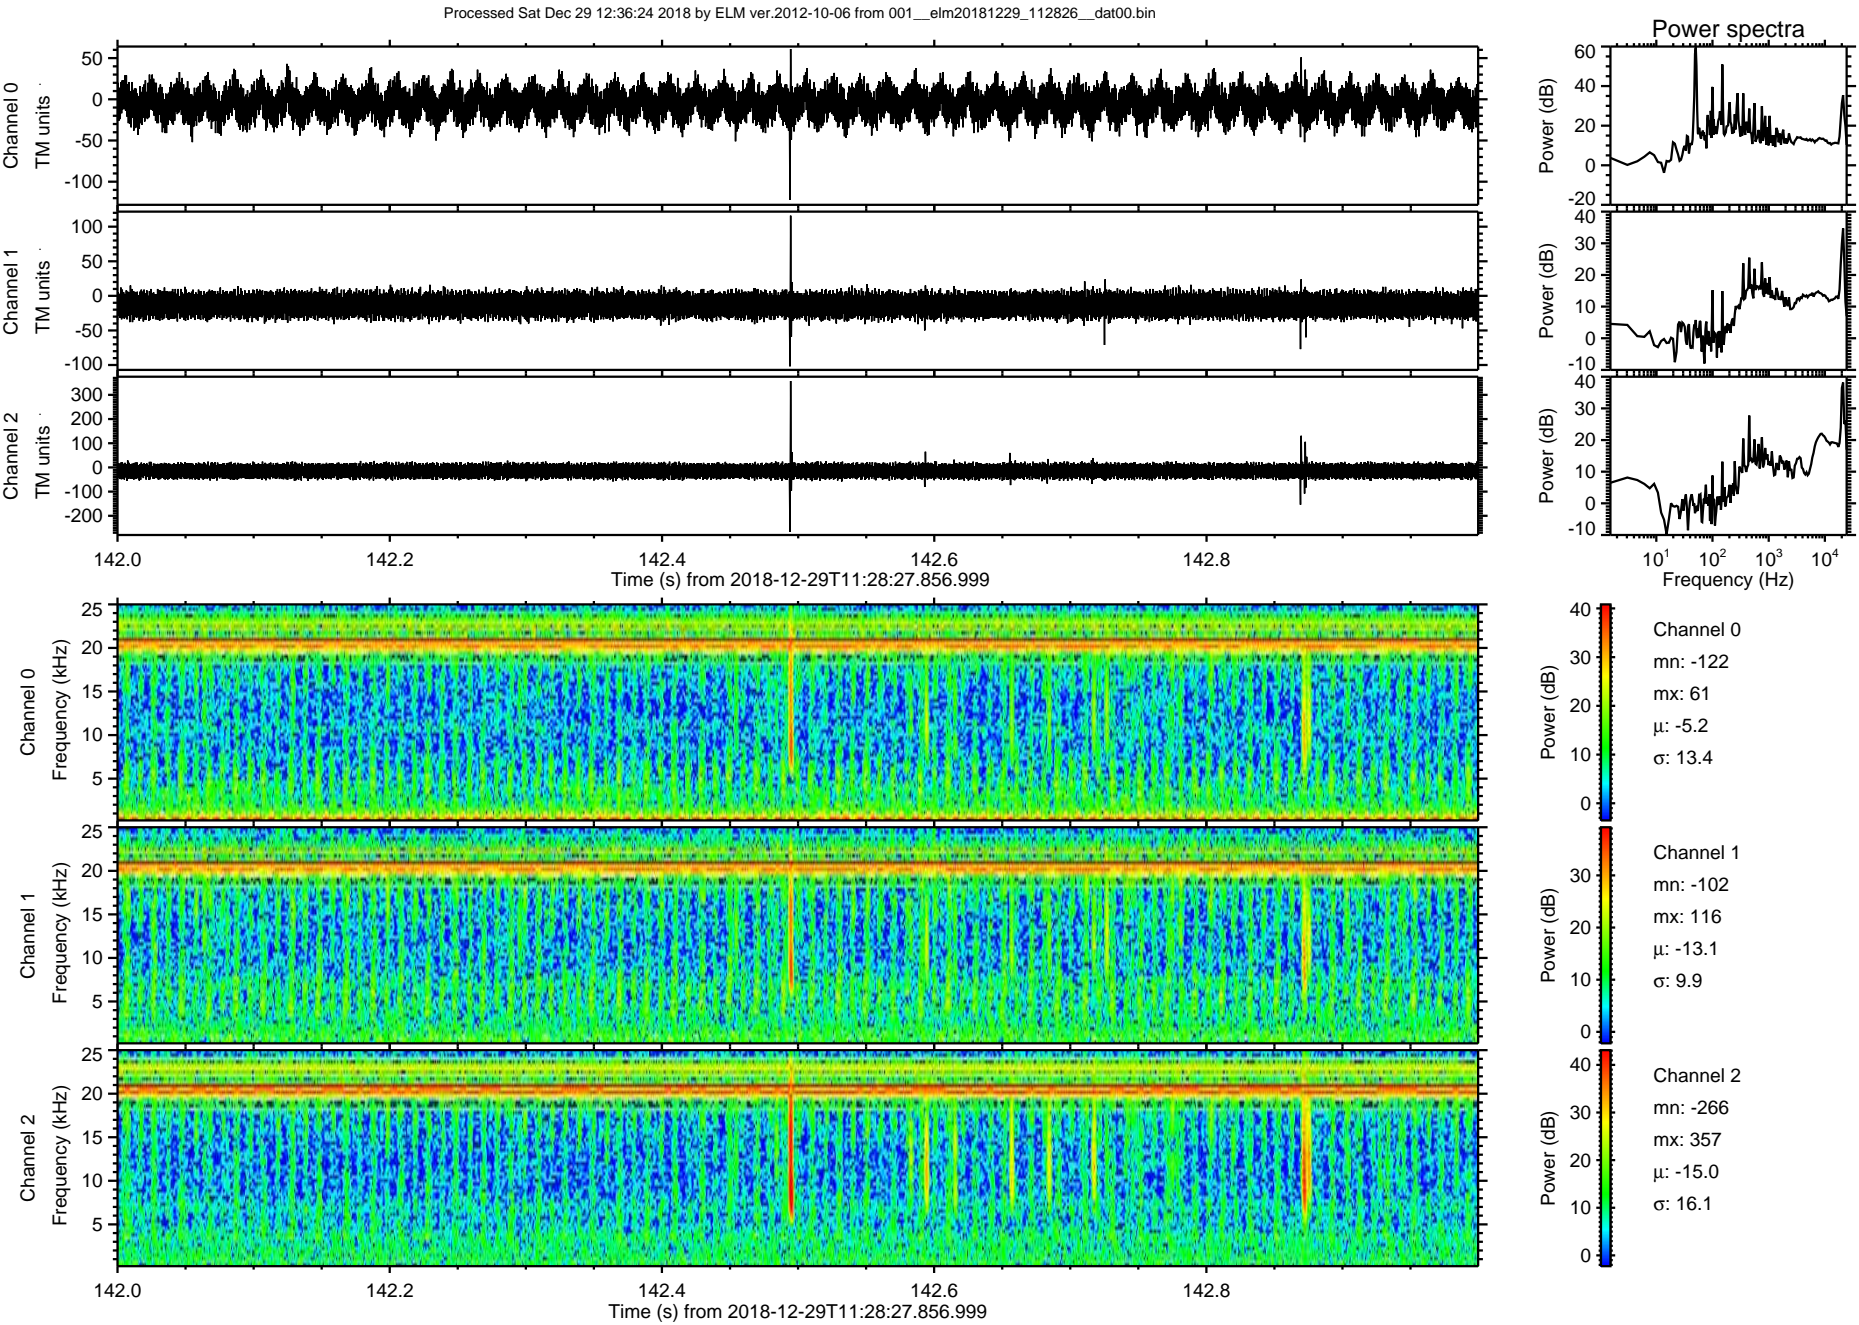 Processed Sat Dec 29 12:36:24 2018 by ELM ver.2012-10-06 from 001__elm20181229_112826__dat00.bin
Power spectra
Channel 0
TM units
50
0
-50
-100
Power (dB)
60
40
20
0
-20
Channel 1
TM units
100
50
0
-50
-100
Power (dB)
40
30
20
10
0
-10
Channel 2
TM units
300
200
100
0
-100
-200
Power (dB)
40
30
20
10
0
-10
142.0 142.2 142.4 142.6 142.8
Time (s) from 2018-12-29T11:28:27.856.999
10^1 10^2 10^3 10^4
Frequency (Hz)
Channel 0
Frequency (kHz)
25
20
15
10
5
Power (dB)
40
30
20
10
0
Channel 0
mn: -122
mx: 61
μ: -5.2
σ: 13.4
Channel 1
Frequency (kHz)
25
20
15
10
5
Power (dB)
30
20
10
0
Channel 1
mn: -102
mx: 116
μ: -13.1
σ: 9.9
Channel 2
Frequency (kHz)
25
20
15
10
5
Power (dB)
40
30
20
10
0
Channel 2
mn: -266
mx: 357
μ: -15.0
σ: 16.1
142.0 142.2 142.4 142.6 142.8
Time (s) from 2018-12-29T11:28:27.856.999